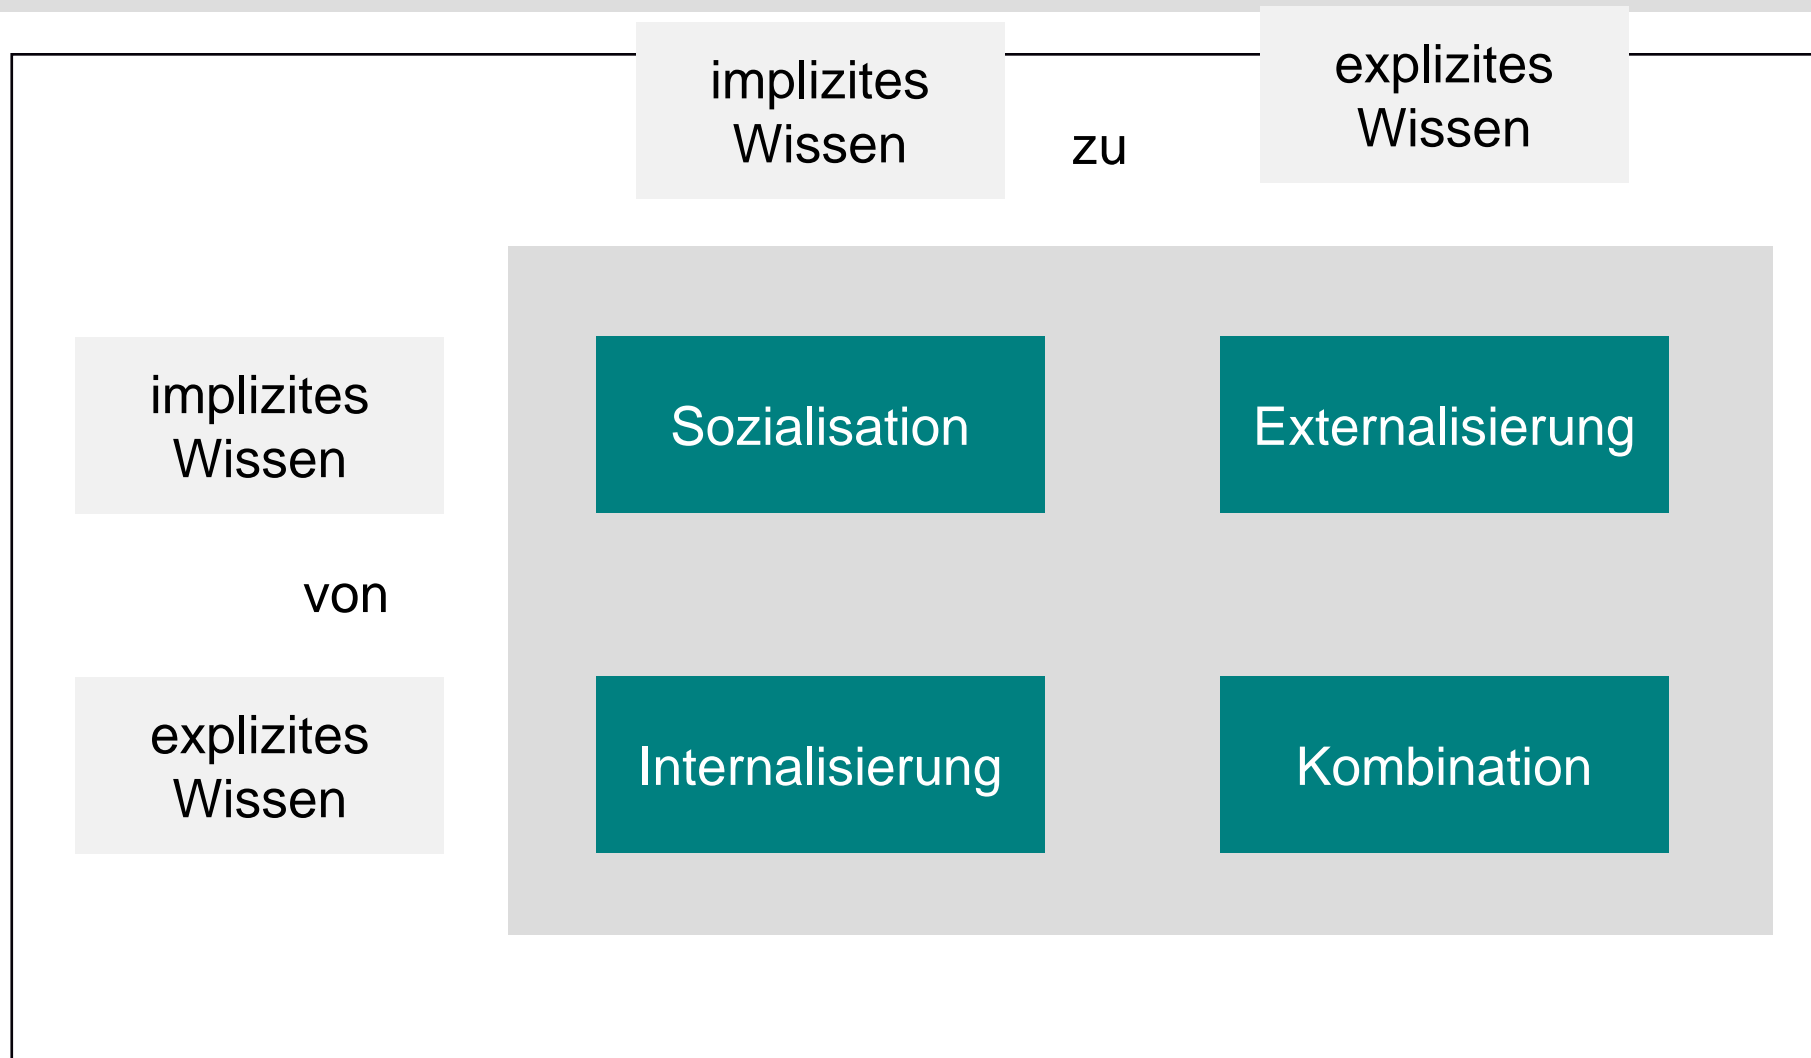 implizites
Wissen
zu
explizites
Wissen
implizites
Wissen
Sozialisation
Externalisierung
von
explizites
Wissen
Internalisierung
Kombination